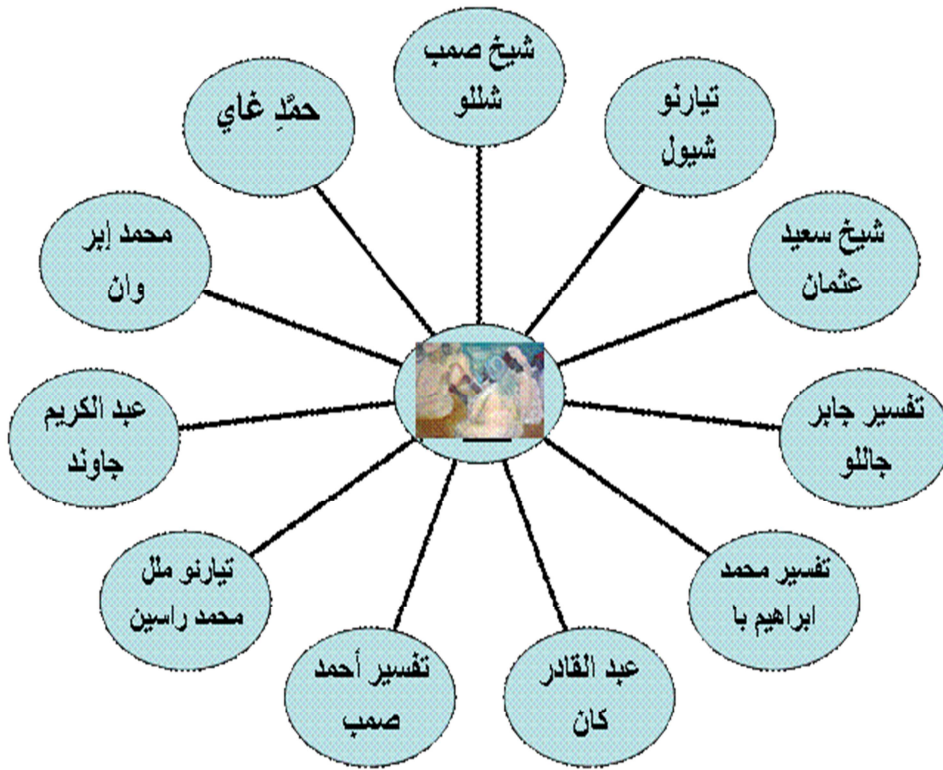 شيخ صمب
شللو
تيارنو
شيول
شيخ سعيد
عثمان
تفسير جابر
جاللو
تفسير محمد
ابراهيم با
عبد القادر
كان
تفسير أحمد
صمب
تيارنو ملل
محمد راسين
عبد الكريم
جاوند
محمد إبر
وان
حمَّدِ غاي